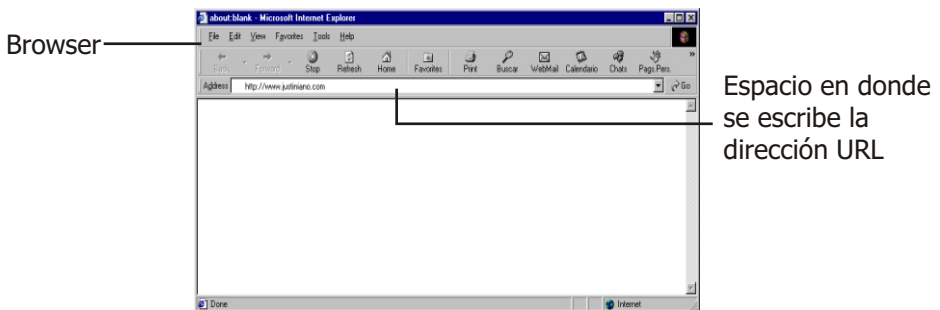 about:blank - Microsoft Internet Explorer
Browser
File Edit View Favorites Tools Help
Back Forward Stop Refresh Home Favorites Print Buscar WebMail Calendario Chats Pags.Pers. »
Address http://www.justiniano.com Go
Espacio en donde
se escribe la
dirección URL
Done Internet